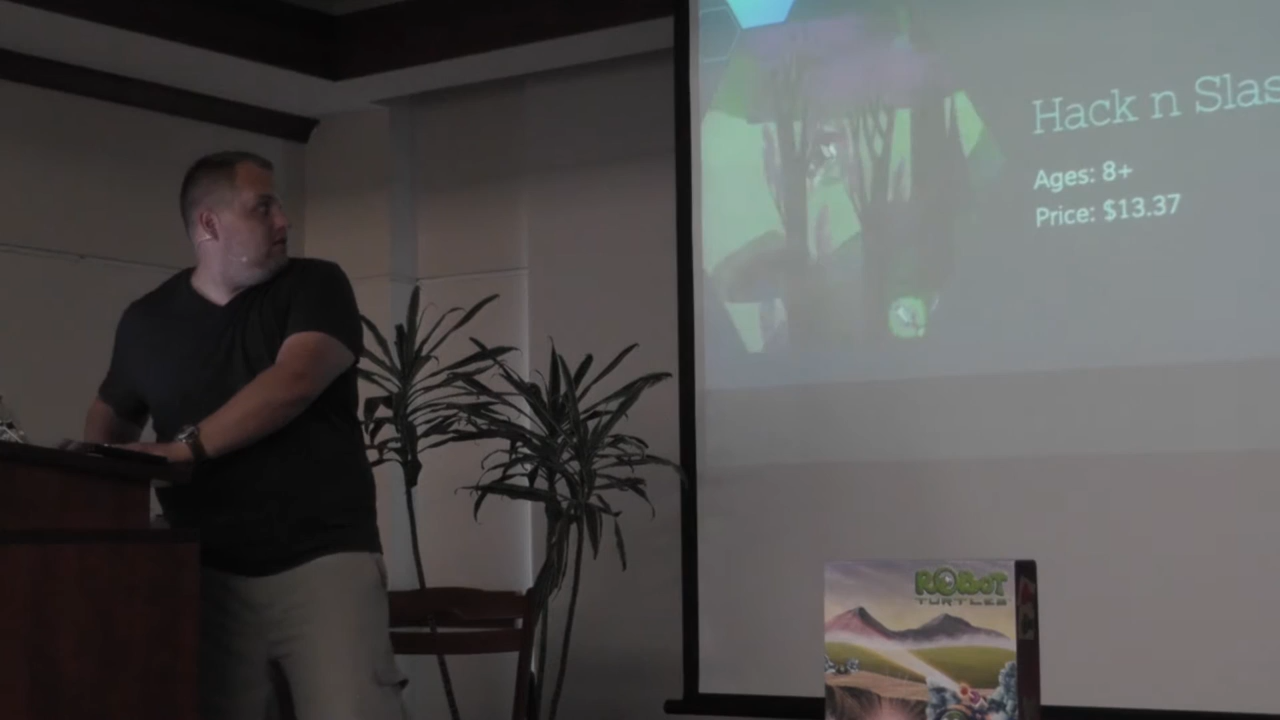 Hack n Slas
Ages: 8+
Price: $13.37
ROBOT
TURTLES